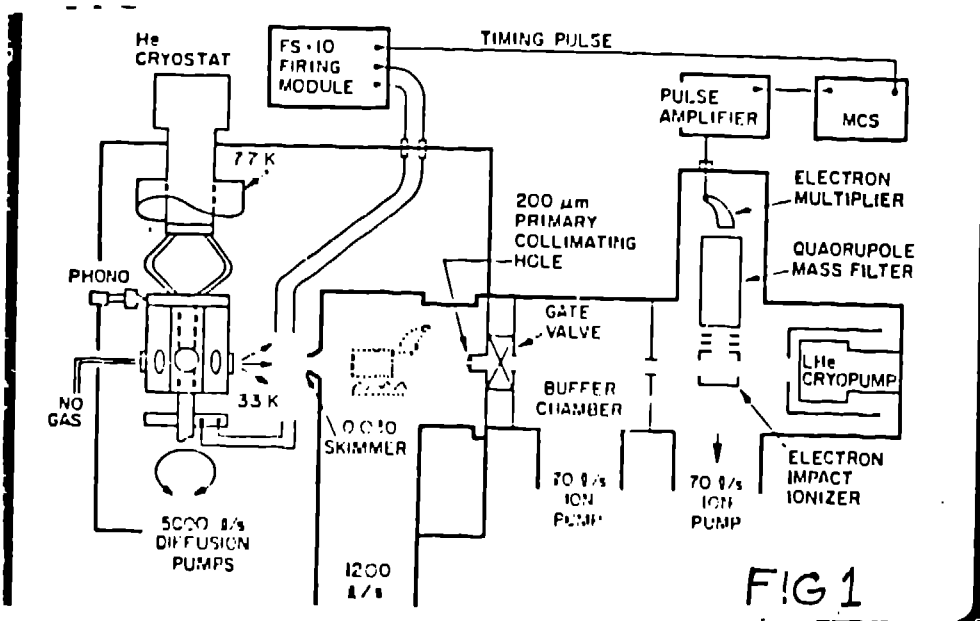 He
CRYOSTAT
FS-10
FIRING
MODULE
TIMING PULSE
PULSE
AMPLIFIER
MCS
77 K
200 µm
PRIMARY
COLLIMATING
HOLE
ELECTRON
MULTIPLIER
QUADRUPOLE
MASS FILTER
PHONO
GATE
VALVE
LHe
CRYOPUMP
NO
GAS
33 K
BUFFER
CHAMBER
SKIMMER
ELECTRON
IMPACT
IONIZER
70 ℓ/s
ION
PUMP
70 ℓ/s
ION
PUMP
5000 ℓ/s
DIFFUSION
PUMPS
1200
ℓ/s
FIG 1